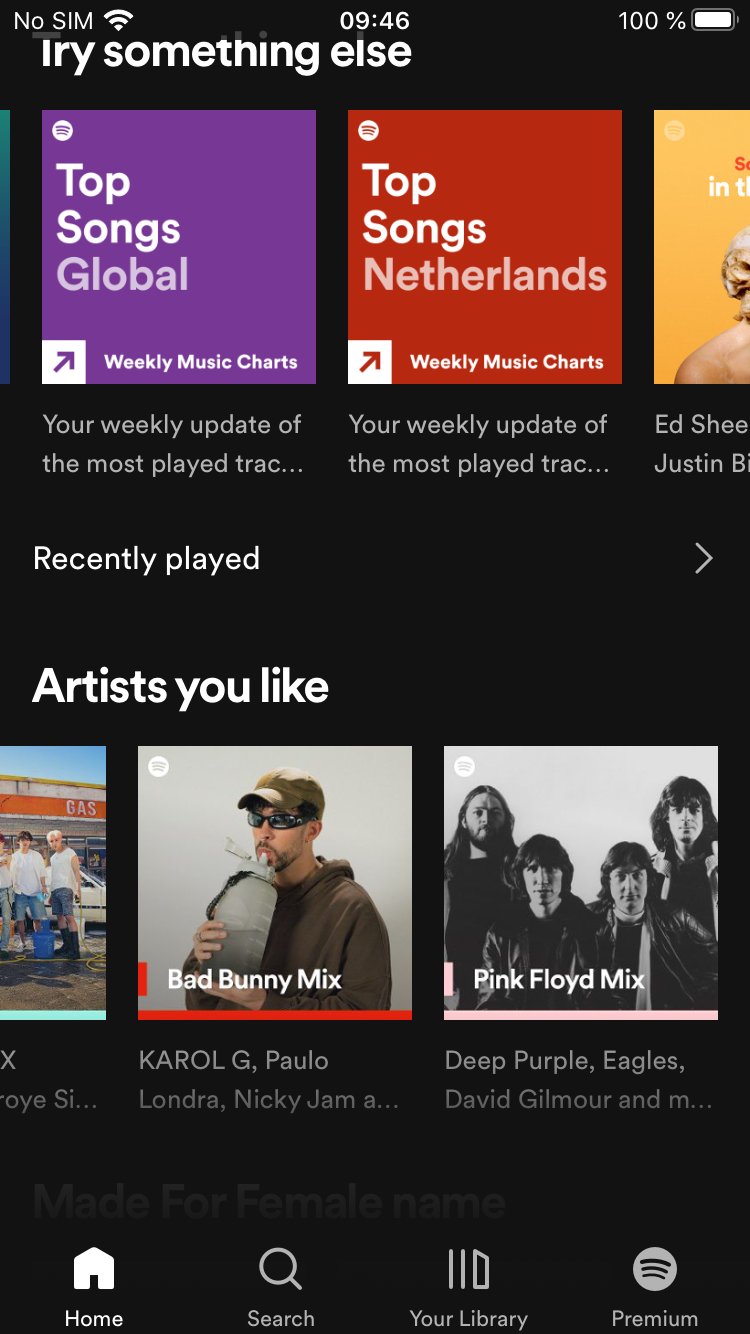 No SIM 09:46 100 %
Try something else
Top
Songs
Global
Weekly Music Charts
Top
Songs
Netherlands
Weekly Music Charts
in
Your weekly update of
the most played trac...
Your weekly update of
the most played trac...
Ed Shee
Justin Bi
Recently played
Artists you like
GAS
Bad Bunny Mix
Pink Floyd Mix
X
roye Si...
KAROL G, Paulo
Londra, Nicky Jam a...
Deep Purple, Eagles,
David Gilmour and m...
Made For Female name
Home
Search
Your Library
Premium